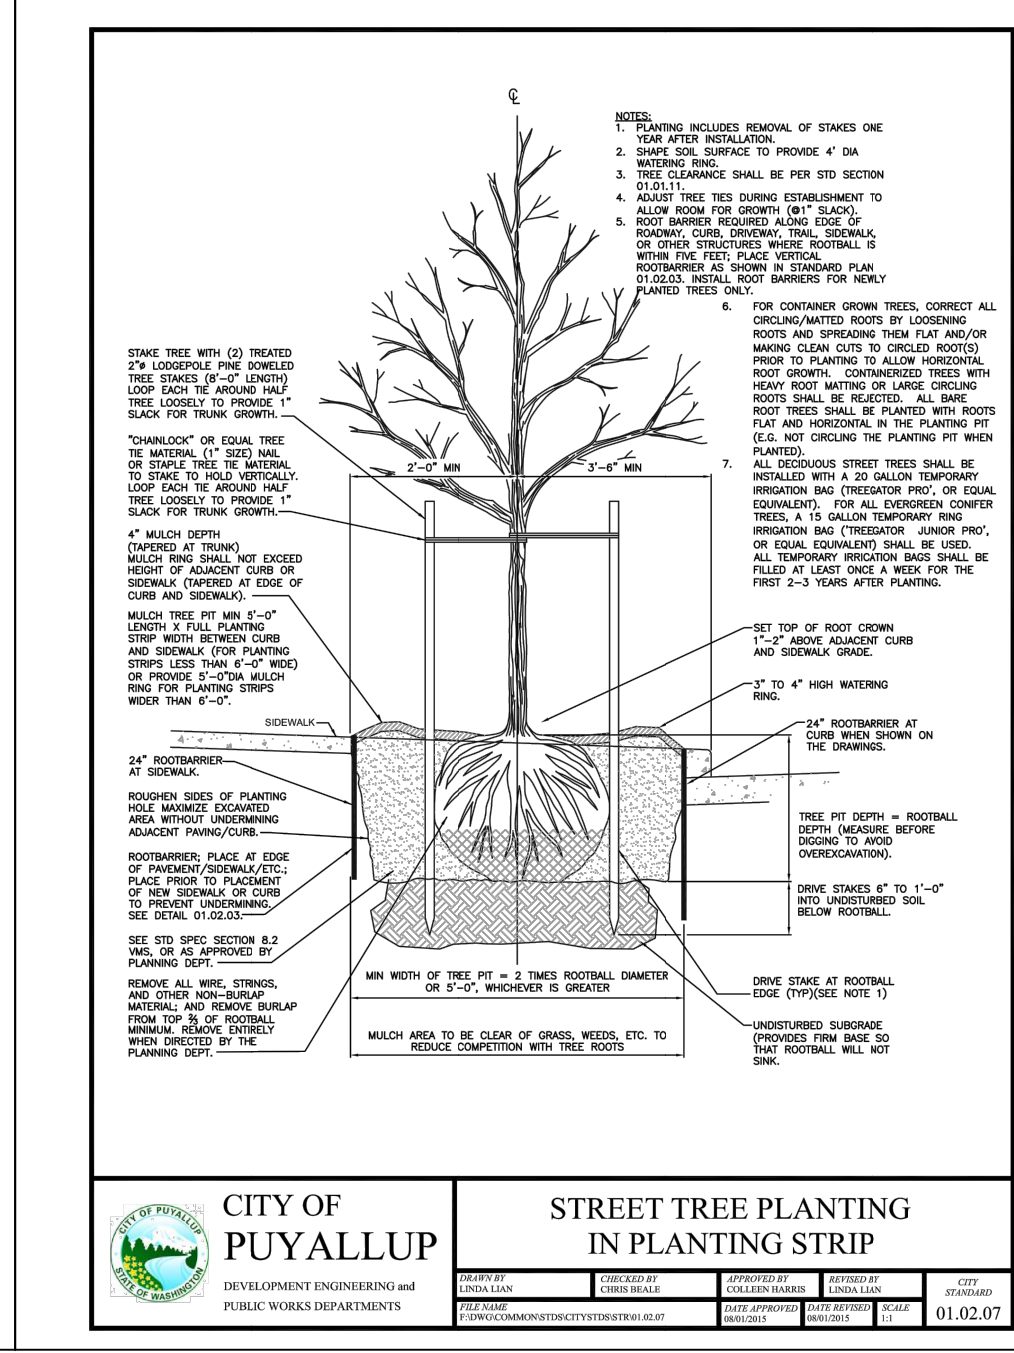 ℄
NOTES:
1. PLANTING INCLUDES REMOVAL OF STAKES ONE
YEAR AFTER INSTALLATION.
2. SHAPE SOIL SURFACE TO PROVIDE 4' DIA
WATERING RING.
3. TREE CLEARANCE SHALL BE PER STD SECTION
01.01.11.
4. ADJUST TREE TIES DURING ESTABLISHMENT TO
ALLOW ROOM FOR GROWTH (@1" SLACK).
5. ROOT BARRIER REQUIRED ALONG EDGE OF
ROADWAY, CURB, DRIVEWAY, TRAIL, SIDEWALK,
OR OTHER STRUCTURES WHERE ROOTBALL IS
WITHIN FIVE FEET; PLACE VERTICAL
ROOTBARRIER AS SHOWN IN STANDARD PLAN
01.02.03. INSTALL ROOT BARRIERS FOR NEWLY
PLANTED TREES ONLY.
6. FOR CONTAINER GROWN TREES, CORRECT ALL
CIRCLING/MATTED ROOTS BY LOOSENING
ROOTS AND SPREADING THEM FLAT AND/OR
MAKING CLEAN CUTS TO CIRCLED ROOT(S)
PRIOR TO PLANTING TO ALLOW HORIZONTAL
ROOT GROWTH. CONTAINERIZED TREES WITH
HEAVY ROOT MATTING OR LARGE CIRCLING
ROOTS SHALL BE REJECTED. ALL BARE
ROOT TREES SHALL BE PLANTED WITH ROOTS
FLAT AND HORIZONTAL IN THE PLANTING PIT
(E.G. NOT CIRCLING THE PLANTING PIT WHEN
PLANTED).
7. ALL DECIDUOUS STREET TREES SHALL BE
INSTALLED WITH A 20 GALLON TEMPORARY
IRRIGATION BAG (TREEGATOR PRO', OR EQUAL
EQUIVALENT). FOR ALL EVERGREEN CONIFER
TREES, A 15 GALLON TEMPORARY RING
IRRIGATION BAG ('TREEGATOR JUNIOR PRO',
OR EQUAL EQUIVALENT) SHALL BE USED.
ALL TEMPORARY IRRICATION BAGS SHALL BE
FILLED AT LEAST ONCE A WEEK FOR THE
FIRST 2-3 YEARS AFTER PLANTING.
STAKE TREE WITH (2) TREATED
2"ø LODGEPOLE PINE DOWELED
TREE STAKES (8'-0" LENGTH)
LOOP EACH TIE AROUND HALF
TREE LOOSELY TO PROVIDE 1"
SLACK FOR TRUNK GROWTH.
"CHAINLOCK" OR EQUAL TREE
TIE MATERIAL (1" SIZE) NAIL
OR STAPLE TREE TIE MATERIAL
TO STAKE TO HOLD VERTICALLY.
LOOP EACH TIE AROUND HALF
TREE LOOSELY TO PROVIDE 1"
SLACK FOR TRUNK GROWTH.
4" MULCH DEPTH
(TAPERED AT TRUNK)
MULCH RING SHALL NOT EXCEED
HEIGHT OF ADJACENT CURB OR
SIDEWALK (TAPERED AT EDGE OF
CURB AND SIDEWALK).
MULCH TREE PIT MIN 5'-0"
LENGTH X FULL PLANTING
STRIP WIDTH BETWEEN CURB
AND SIDEWALK (FOR PLANTING
STRIPS LESS THAN 6'-0" WIDE)
OR PROVIDE 5'-0"DIA MULCH
RING FOR PLANTING STRIPS
WIDER THAN 6'-0".
SIDEWALK
24" ROOTBARRIER
AT SIDEWALK.
ROUGHEN SIDES OF PLANTING
HOLE MAXIMIZE EXCAVATED
AREA WITHOUT UNDERMINING
ADJACENT PAVING/CURB.
ROOTBARRIER; PLACE AT EDGE
OF PAVEMENT/SIDEWALK/ETC.;
PLACE PRIOR TO PLACEMENT
OF NEW SIDEWALK OR CURB
TO PREVENT UNDERMINING.
SEE DETAIL 01.02.03.
SEE STD SPEC SECTION 8.2
VMS, OR AS APPROVED BY
PLANNING DEPT.
REMOVE ALL WIRE, STRINGS,
AND OTHER NON-BURLAP
MATERIAL; AND REMOVE BURLAP
FROM TOP ⅔ OF ROOTBALL
MINIMUM. REMOVE ENTIRELY
WHEN DIRECTED BY THE
PLANNING DEPT.
2'-0" MIN
3'-6" MIN
SET TOP OF ROOT CROWN
1"-2" ABOVE ADJACENT CURB
AND SIDEWALK GRADE.
3" TO 4" HIGH WATERING
RING.
24" ROOTBARRIER AT
CURB WHEN SHOWN ON
THE DRAWINGS.
TREE PIT DEPTH = ROOTBALL
DEPTH (MEASURE BEFORE
DIGGING TO AVOID
OVEREXCAVATION).
DRIVE STAKES 6" TO 1'-0"
INTO UNDISTURBED SOIL
BELOW ROOTBALL.
DRIVE STAKE AT ROOTBALL
EDGE (TYP)(SEE NOTE 1)
UNDISTURBED SUBGRADE
(PROVIDES FIRM BASE SO
THAT ROOTBALL WILL NOT
SINK.
MIN WIDTH OF TREE PIT = 2 TIMES ROOTBALL DIAMETER
OR 5'-0", WHICHEVER IS GREATER
MULCH AREA TO BE CLEAR OF GRASS, WEEDS, ETC. TO
REDUCE COMPETITION WITH TREE ROOTS
CITY OF PUYALLUP
STATE OF WASHINGTON
CITY OF
PUYALLUP
DEVELOPMENT ENGINEERING and
PUBLIC WORKS DEPARTMENTS
STREET TREE PLANTING
IN PLANTING STRIP
DRAWN BY
LINDA LIAN
CHECKED BY
CHRIS BEALE
APPROVED BY
COLLEEN HARRIS
REVISED BY
LINDA LIAN
FILE NAME
F:\DWG\COMMON\STDS\CITYSTDS\STR\01.02.07
DATE APPROVED
08/01/2015
DATE REVISED
08/01/2015
SCALE
1:1
CITY
STANDARD
01.02.07